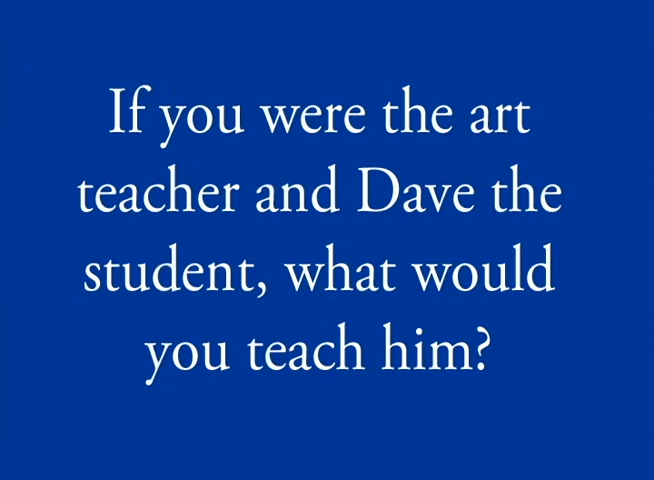 If you were the art
teacher and Dave the
student, what would
you teach him?